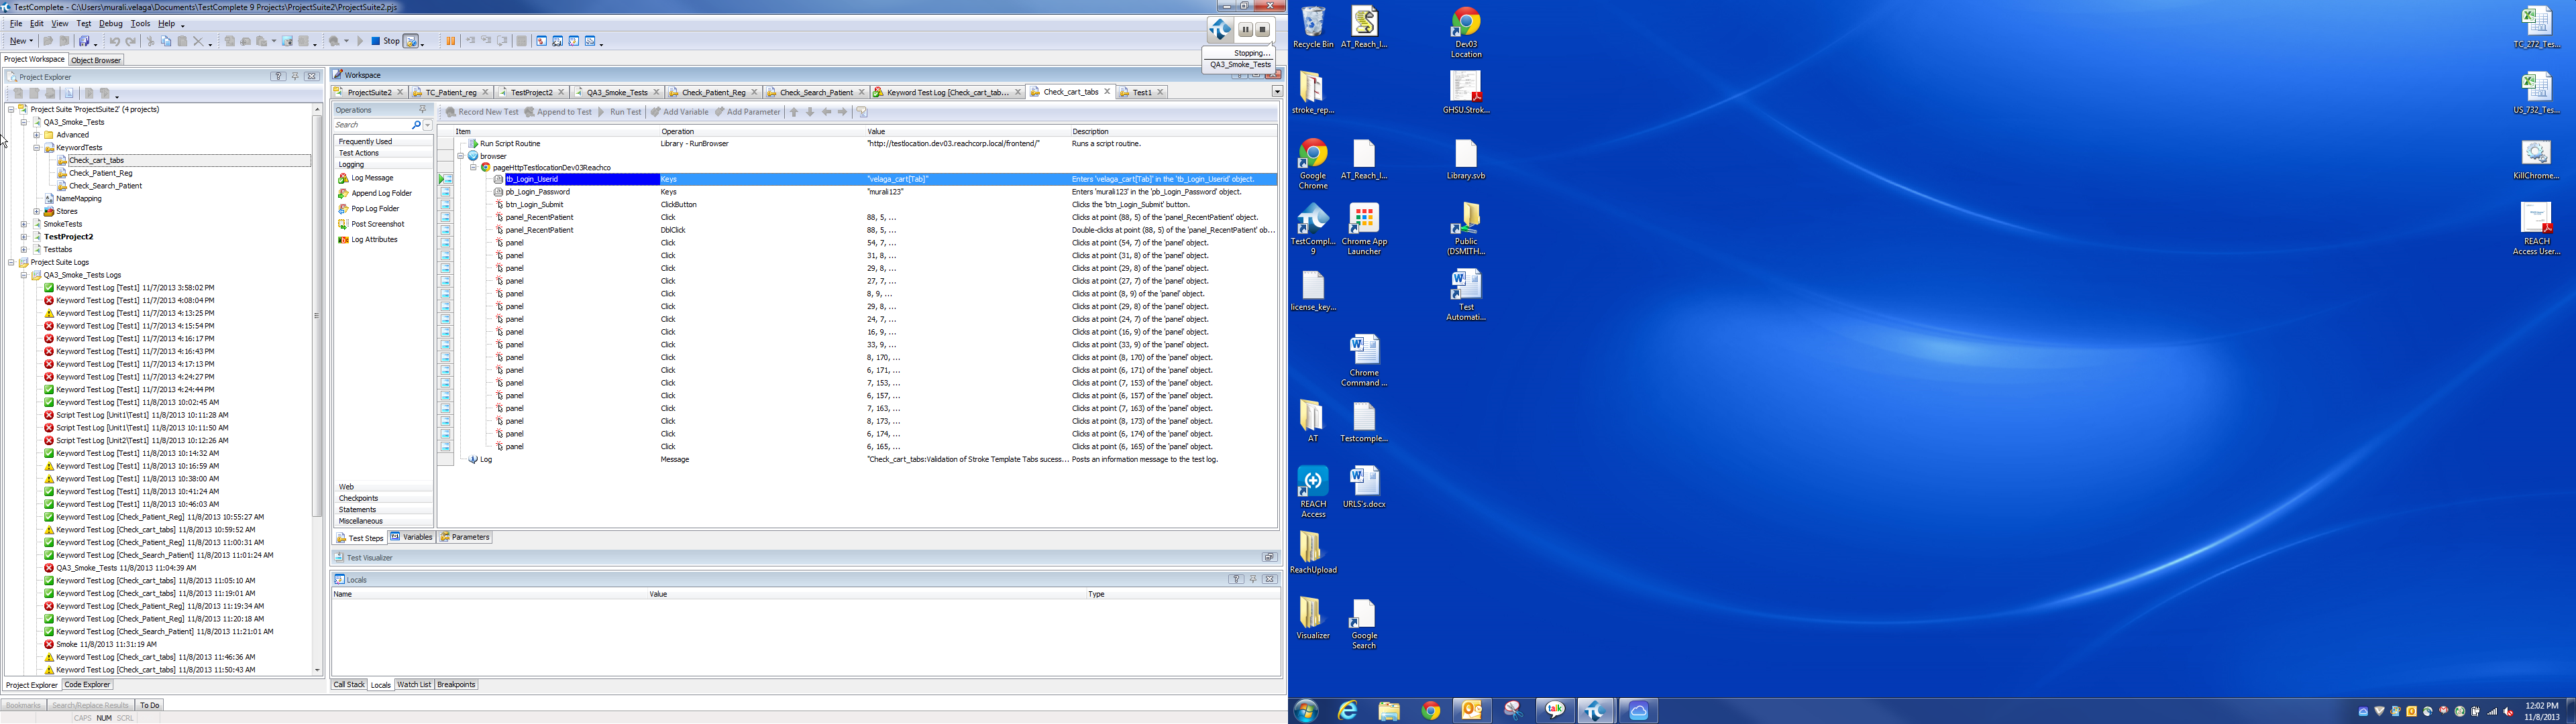 TestComplete - C:\Users\murali.velaga\Documents\TestComplete 9 Projects\ProjectSuite2\ProjectSuite2.pjs
File Edit View Test Debug Tools Help
New Stop
Stopping...
QA3_Smoke_Tests
Project Workspace Object Browser
Project Explorer
Project Suite 'ProjectSuite2' (4 projects)
QA3_Smoke_Tests
Advanced
KeywordTests
Check_cart_tabs
Check_Patient_Reg
Check_Search_Patient
NameMapping
Stores
SmokeTests
TestProject2
Testtabs
Project Suite Logs
QA3_Smoke_Tests Logs
Keyword Test Log [Test1] 11/7/2013 3:58:02 PM
Keyword Test Log [Test1] 11/7/2013 4:08:04 PM
Keyword Test Log [Test1] 11/7/2013 4:13:25 PM
Keyword Test Log [Test1] 11/7/2013 4:15:54 PM
Keyword Test Log [Test1] 11/7/2013 4:16:17 PM
Keyword Test Log [Test1] 11/7/2013 4:16:43 PM
Keyword Test Log [Test1] 11/7/2013 4:17:13 PM
Keyword Test Log [Test1] 11/7/2013 4:24:27 PM
Keyword Test Log [Test1] 11/7/2013 4:24:44 PM
Keyword Test Log [Test1] 11/8/2013 10:02:45 AM
Script Test Log [Unit1\Test1] 11/8/2013 10:11:28 AM
Script Test Log [Unit1\Test1] 11/8/2013 10:11:50 AM
Script Test Log [Unit2\Test1] 11/8/2013 10:12:26 AM
Keyword Test Log [Test1] 11/8/2013 10:14:32 AM
Keyword Test Log [Test1] 11/8/2013 10:16:59 AM
Keyword Test Log [Test1] 11/8/2013 10:38:00 AM
Keyword Test Log [Test1] 11/8/2013 10:41:24 AM
Keyword Test Log [Test1] 11/8/2013 10:46:03 AM
Keyword Test Log [Check_Patient_Reg] 11/8/2013 10:55:27 AM
Keyword Test Log [Check_cart_tabs] 11/8/2013 10:59:52 AM
Keyword Test Log [Check_Patient_Reg] 11/8/2013 11:00:31 AM
Keyword Test Log [Check_Search_Patient] 11/8/2013 11:01:24 AM
QA3_Smoke_Tests 11/8/2013 11:04:39 AM
Keyword Test Log [Check_cart_tabs] 11/8/2013 11:05:10 AM
Keyword Test Log [Check_cart_tabs] 11/8/2013 11:19:01 AM
Keyword Test Log [Check_Patient_Reg] 11/8/2013 11:19:34 AM
Keyword Test Log [Check_Patient_Reg] 11/8/2013 11:20:18 AM
Keyword Test Log [Check_Search_Patient] 11/8/2013 11:21:01 AM
Smoke 11/8/2013 11:31:19 AM
Keyword Test Log [Check_cart_tabs] 11/8/2013 11:46:36 AM
Keyword Test Log [Check_cart_tabs] 11/8/2013 11:50:43 AM
Project Explorer Code Explorer
Bookmarks Search/Replace Results To Do
CAPS NUM SCRL
Workspace
ProjectSuite2 TC_Patient_reg TestProject2 QA3_Smoke_Tests Check_Patient_Reg Check_Search_Patient Keyword Test Log [Check_cart_tab... Check_cart_tabs Test1
Operations
Search
Frequently Used
Test Actions
Logging
Log Message
Append Log Folder
Pop Log Folder
Post Screenshot
Log Attributes
Web
Checkpoints
Statements
Miscellaneous
Record New Test Append to Test Run Test Add Variable Add Parameter
Item Operation Value Description
Run Script Routine Library - RunBrowser "http://testlocation.dev03.reachcorp.local/frontend/" Runs a script routine.
browser
pageHttpTestlocationDev03Reachco
tb_Login_Userid Keys "velaga_cart[Tab]" Enters 'velaga_cart[Tab]' in the 'tb_Login_Userid' object.
pb_Login_Password Keys "murali123" Enters 'murali123' in the 'pb_Login_Password' object.
btn_Login_Submit ClickButton Clicks the 'btn_Login_Submit' button.
panel_RecentPatient Click 88, 5, ... Clicks at point (88, 5) of the 'panel_RecentPatient' object.
panel_RecentPatient DblClick 88, 5, ... Double-clicks at point (88, 5) of the 'panel_RecentPatient' ob...
panel Click 54, 7, ... Clicks at point (54, 7) of the 'panel' object.
panel Click 31, 8, ... Clicks at point (31, 8) of the 'panel' object.
panel Click 29, 8, ... Clicks at point (29, 8) of the 'panel' object.
panel Click 27, 7, ... Clicks at point (27, 7) of the 'panel' object.
panel Click 8, 9, ... Clicks at point (8, 9) of the 'panel' object.
panel Click 29, 8, ... Clicks at point (29, 8) of the 'panel' object.
panel Click 24, 7, ... Clicks at point (24, 7) of the 'panel' object.
panel Click 16, 9, ... Clicks at point (16, 9) of the 'panel' object.
panel Click 33, 9, ... Clicks at point (33, 9) of the 'panel' object.
panel Click 8, 170, ... Clicks at point (8, 170) of the 'panel' object.
panel Click 6, 171, ... Clicks at point (6, 171) of the 'panel' object.
panel Click 7, 153, ... Clicks at point (7, 153) of the 'panel' object.
panel Click 6, 157, ... Clicks at point (6, 157) of the 'panel' object.
panel Click 7, 163, ... Clicks at point (7, 163) of the 'panel' object.
panel Click 8, 173, ... Clicks at point (8, 173) of the 'panel' object.
panel Click 6, 174, ... Clicks at point (6, 174) of the 'panel' object.
panel Click 6, 165, ... Clicks at point (6, 165) of the 'panel' object.
Log Message "Check_cart_tabs:Validation of Stroke Template Tabs sucess... Posts an information message to the test log.
Test Steps Variables Parameters
Test Visualizer
Locals
Name Value Type
Call Stack Locals Watch List Breakpoints
Recycle Bin
AT_Reach_I...
Dev03 Location
TC_272_Tes...
stroke_rep...
GHSU.Strok...
US_732_Tes...
Google Chrome
AT_Reach_I...
Library.svb
KillChrome...
TestCompl... 9
Chrome App Launcher
Public (DSMITH...
REACH Access User...
license_key...
Test Automati...
Chrome Command ...
AT
Testcomple...
REACH Access
URLS's.docx
ReachUpload
Visualizer
Google Search
talk
12:02 PM
11/8/2013